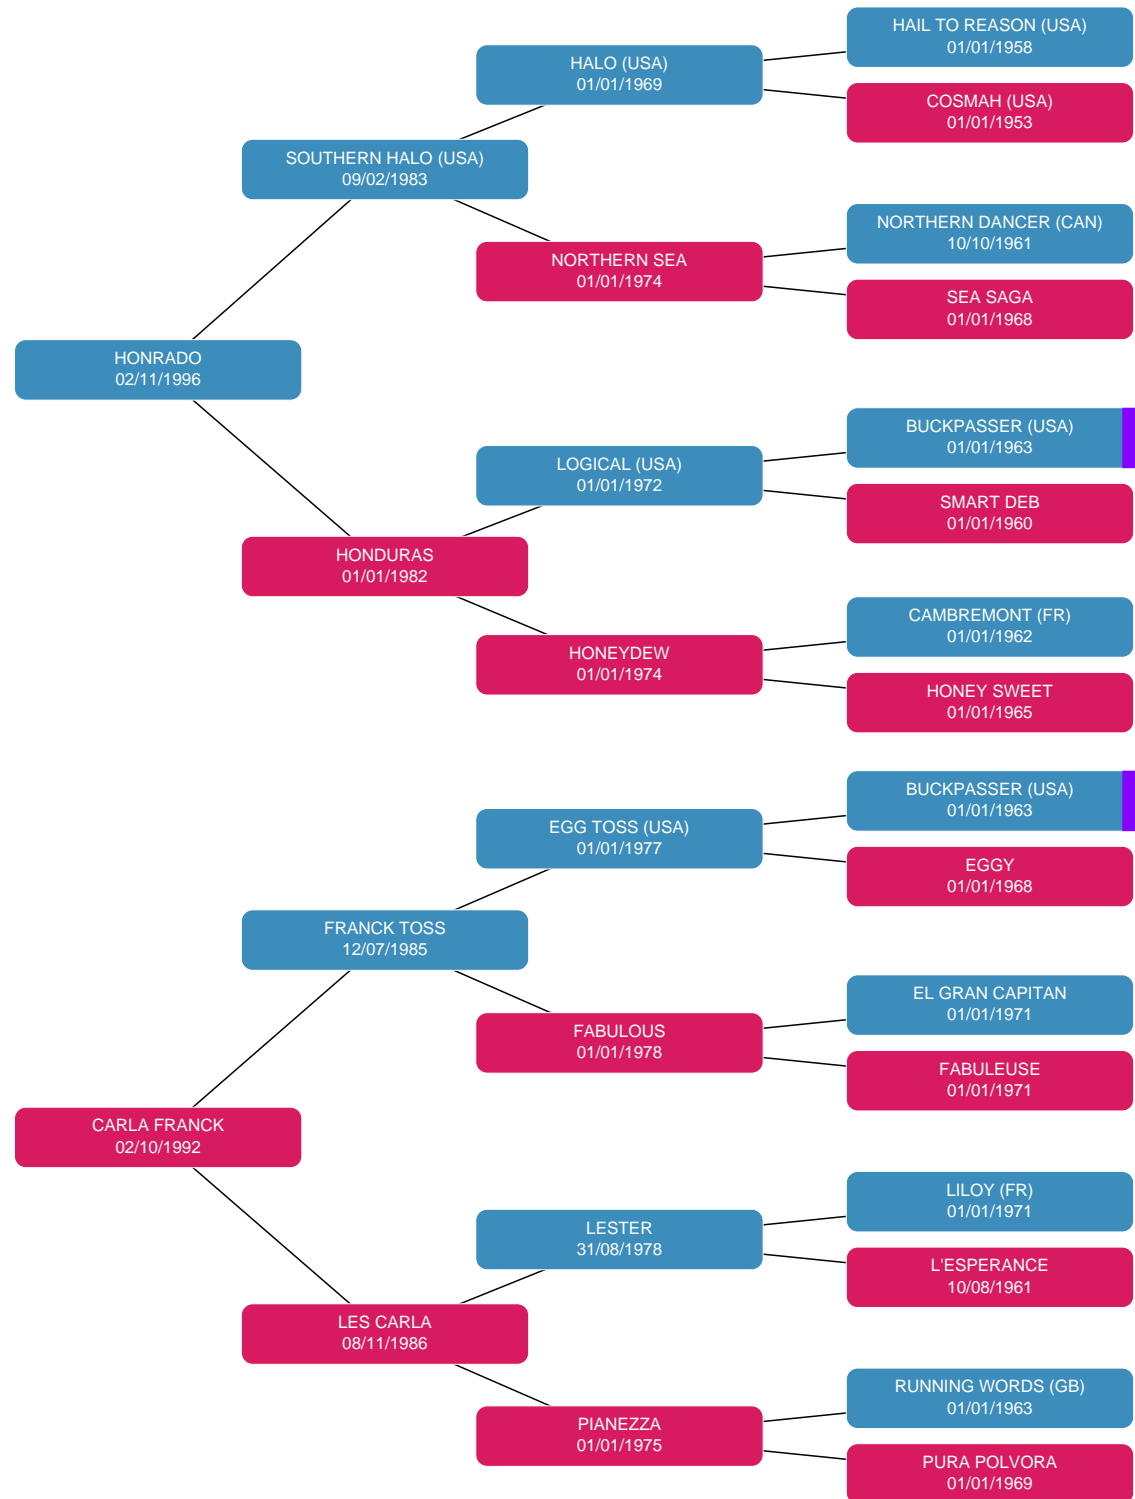 HAIL TO REASON (USA)
01/01/1958
HALO (USA)
01/01/1969
COSMAH (USA)
01/01/1953
SOUTHERN HALO (USA)
09/02/1983
NORTHERN DANCER (CAN)
10/10/1961
NORTHERN SEA
01/01/1974
SEA SAGA
01/01/1968
HONRADO
02/11/1996
BUCKPASSER (USA)
01/01/1963
LOGICAL (USA)
01/01/1972
SMART DEB
01/01/1960
HONDURAS
01/01/1982
CAMBREMONT (FR)
01/01/1962
HONEYDEW
01/01/1974
HONEY SWEET
01/01/1965
BUCKPASSER (USA)
01/01/1963
EGG TOSS (USA)
01/01/1977
EGGY
01/01/1968
FRANCK TOSS
12/07/1985
EL GRAN CAPITAN
01/01/1971
FABULOUS
01/01/1978
FABULEUSE
01/01/1971
CARLA FRANCK
02/10/1992
LILOY (FR)
01/01/1971
LESTER
31/08/1978
L'ESPERANCE
10/08/1961
LES CARLA
08/11/1986
RUNNING WORDS (GB)
01/01/1963
PIANEZZA
01/01/1975
PURA POLVORA
01/01/1969